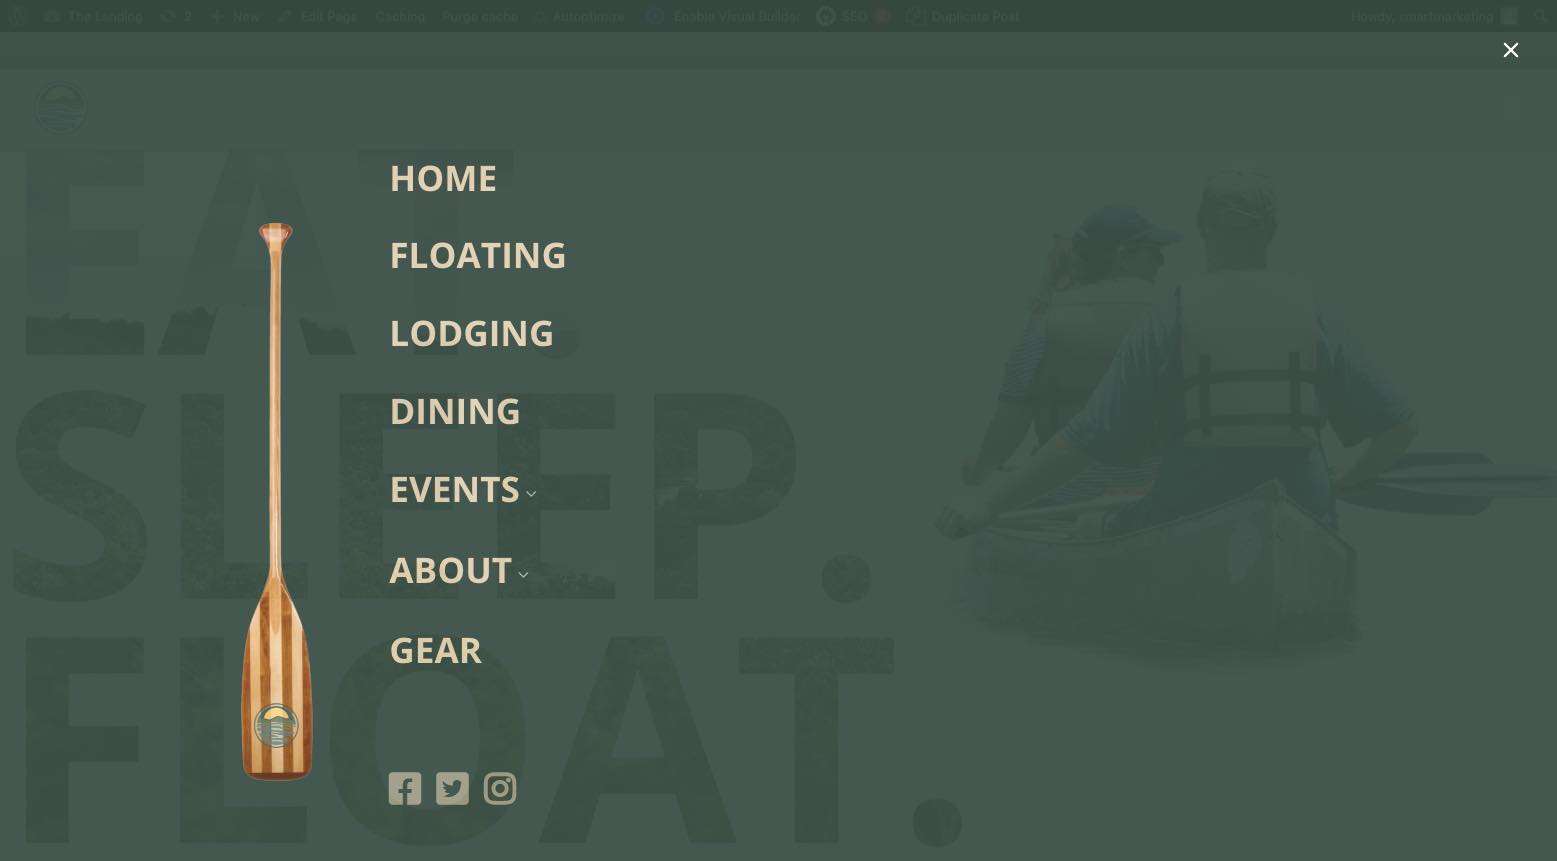 The Landing 2 New Edit Page Caching Purge cache Autoptimize Enable Visual Builder SEO Duplicate Post Howdy, smartmarketing
EAT.
HOME
FLOATING
LODGING
DINING
SLEEP.
EVENTS
ABOUT
GEAR
FLOAT.